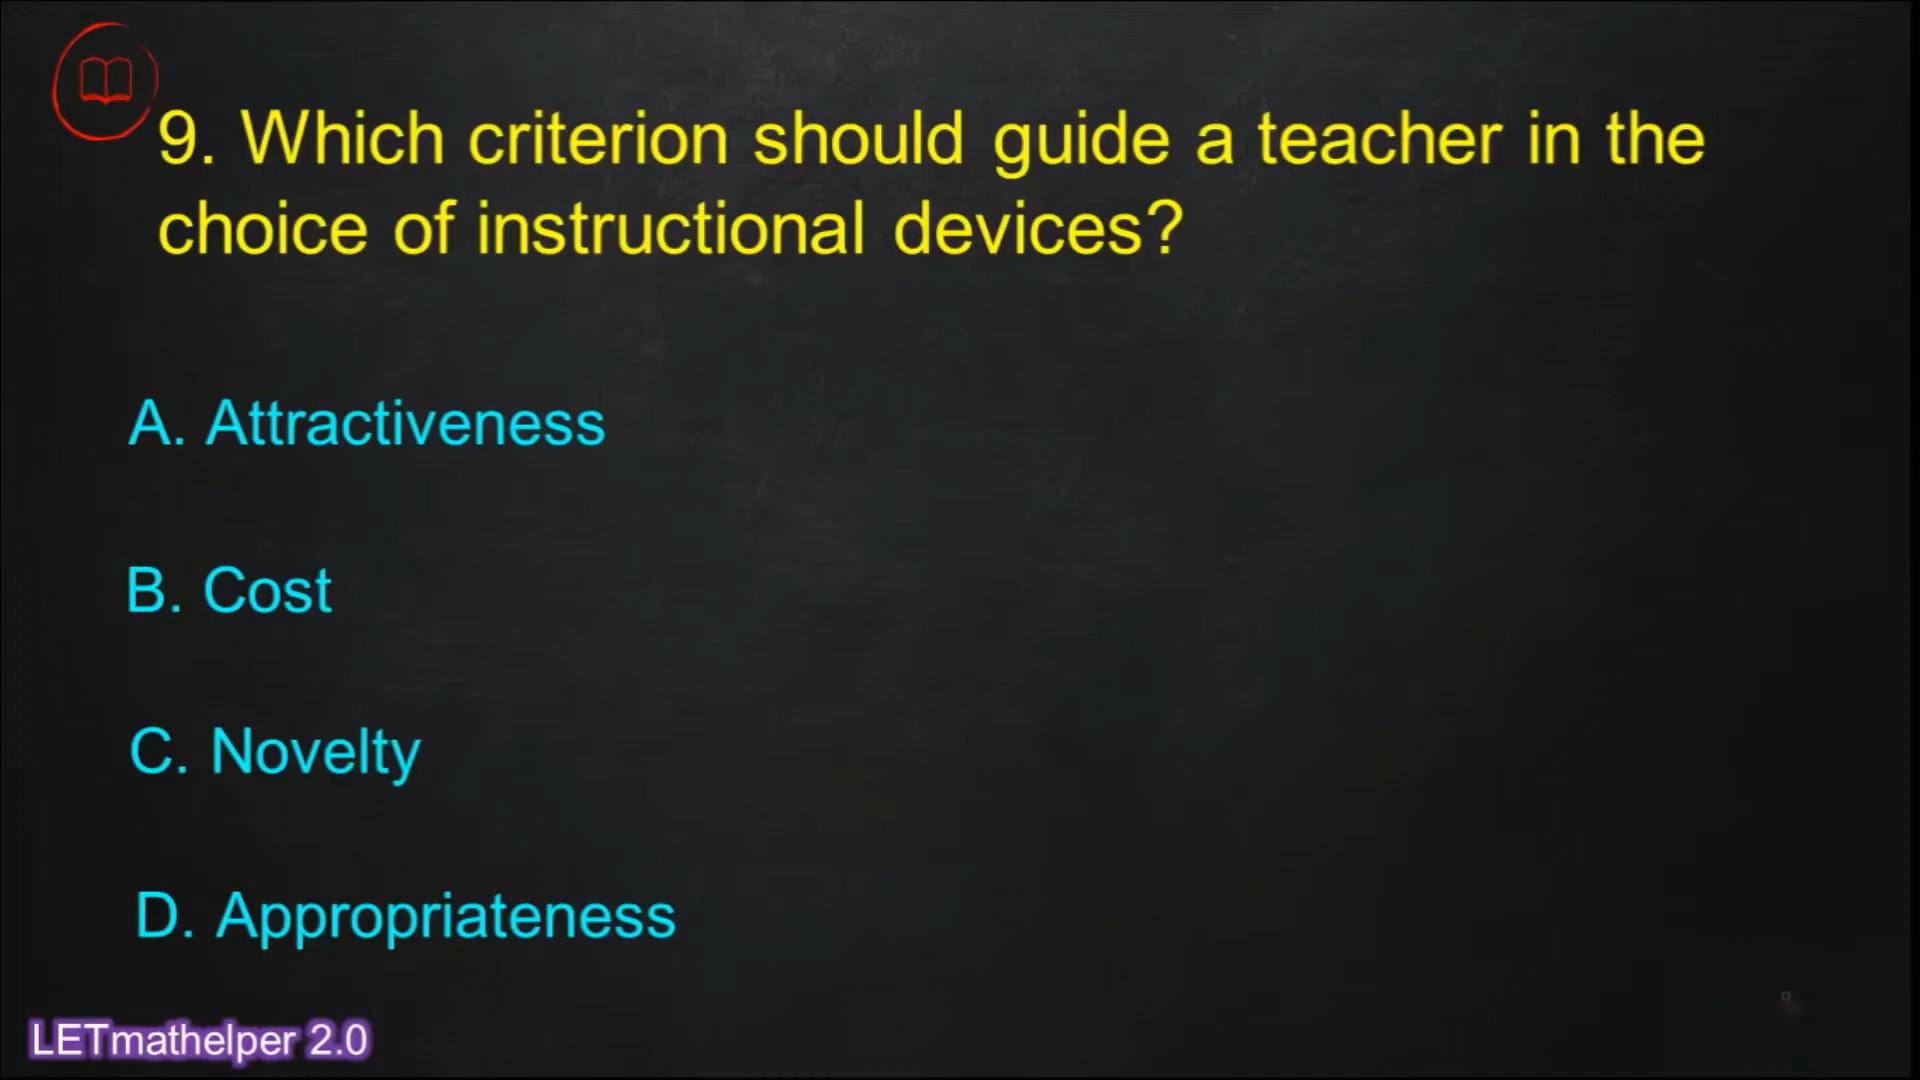 9. Which criterion should guide a teacher in the
choice of instructional devices?
A. Attractiveness
B. Cost
C. Novelty
D. Appropriateness
LETmathelper 2.0